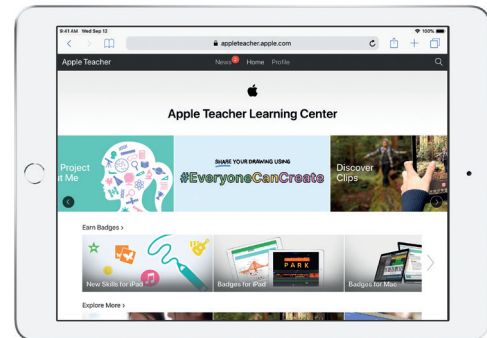 9:41 AM Wed Sep 12
100%
appleteacher.apple.com
Apple Teacher
News Home Profile
Apple Teacher Learning Center
Project
ut Me
SHARE YOUR DRAWING USING
#EveryoneCanCreate
Discover
Clips
Earn Badges >
PARK
New Skills for iPad
Badges for iPad
Badges for Mac
Explore More >